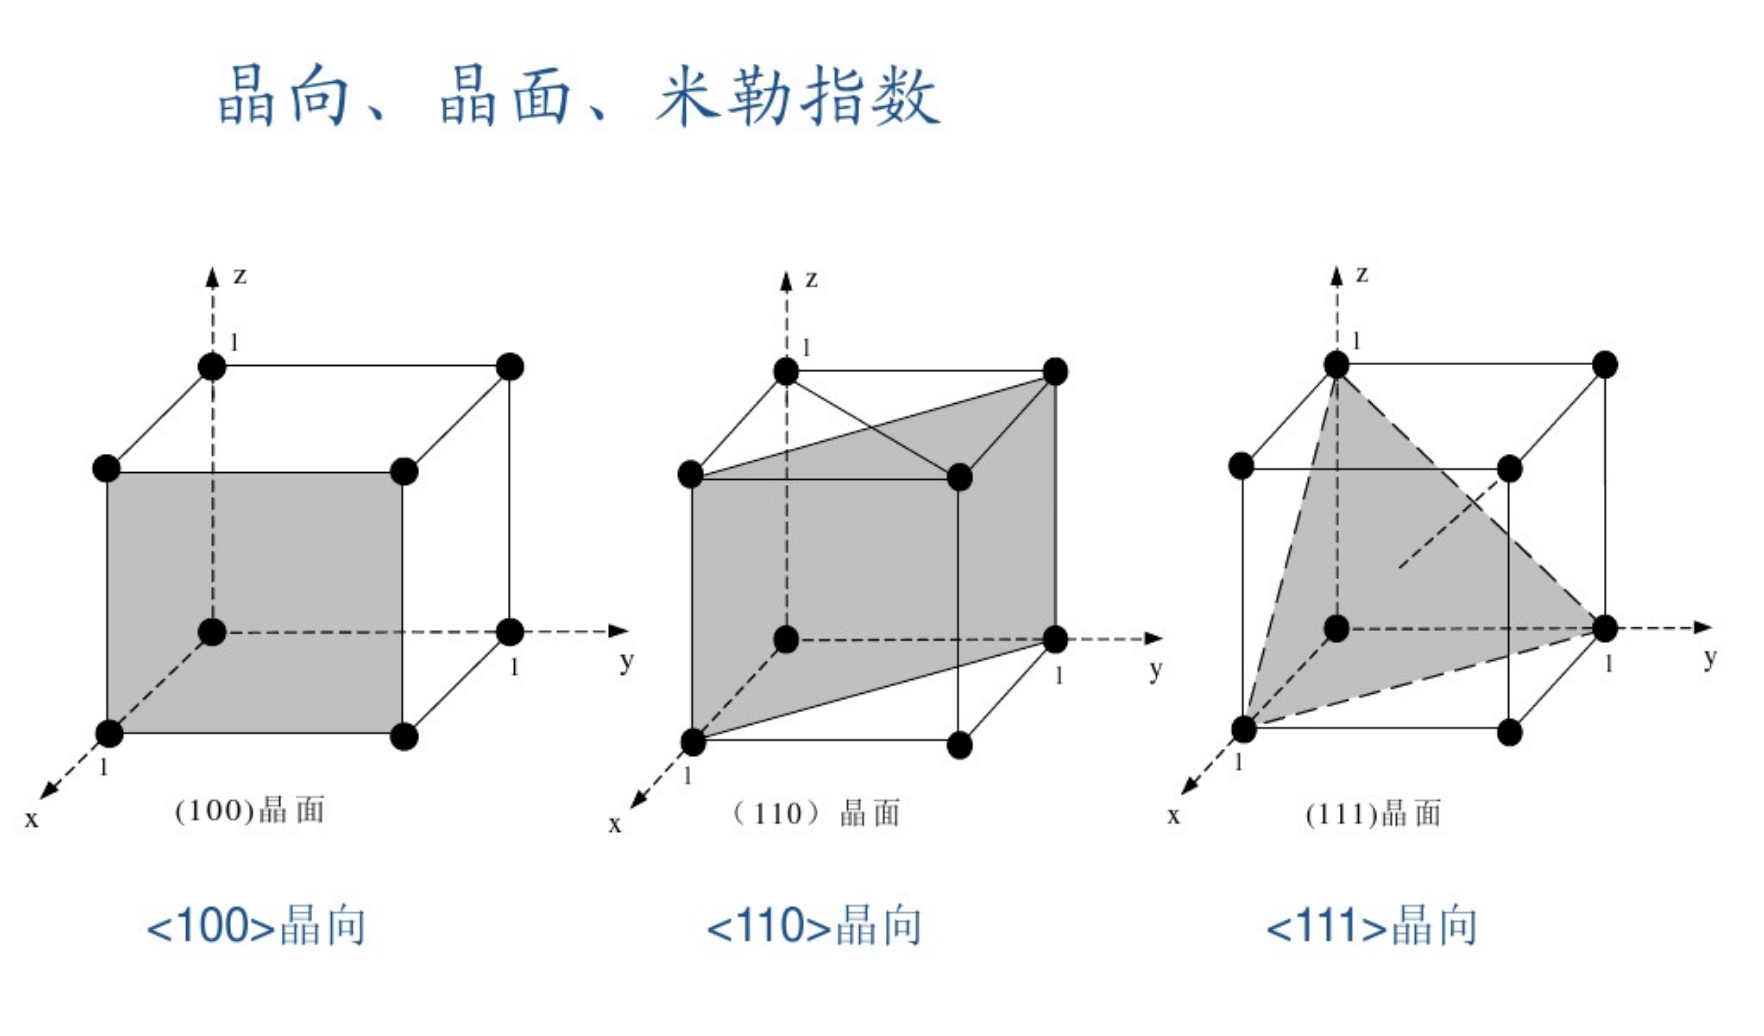 晶向、晶面、米勒指数
z z z
1 1 1
y y y
1 1 1
1 1 1
x x x
(100)晶面 （110）晶面 (111)晶面
<100>晶向 <110>晶向 <111>晶向